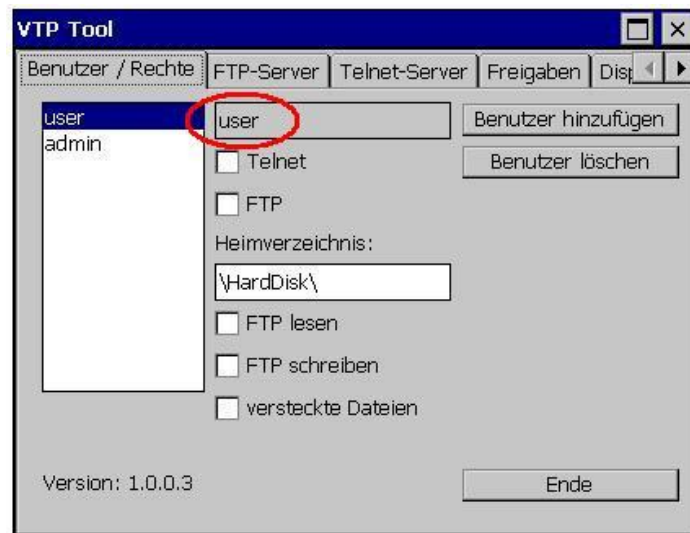 VTP Tool
Benutzer / Rechte FTP-Server Telnet-Server Freigaben
user user Benutzer hinzufügen
admin Telnet Benutzer löschen
FTP
Heimverzeichnis:
\HardDisk\
FTP lesen
FTP schreiben
versteckte Dateien
Version: 1.0.0.3 Ende